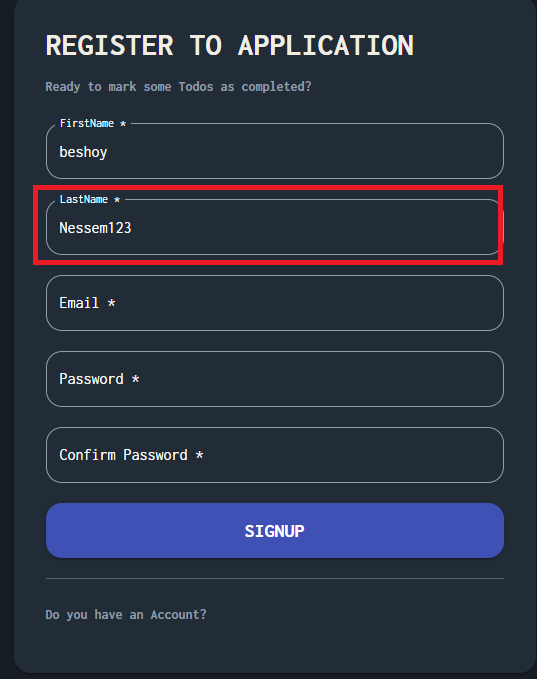 REGISTER TO APPLICATION
Ready to mark some Todos as completed?
FirstName *
beshoy
LastName *
Nessem123
Email *
Password *
Confirm Password *
SIGNUP
Do you have an Account?